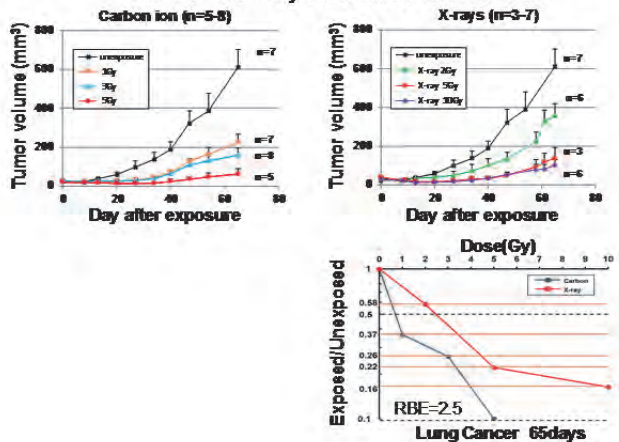 Carbon ion (n=5-8)
Tumor volume (mm³)
800
600
400
200
0
unexposure
1Gy
3Gy
5Gy
n=7
n=7
n=8
n=5
0 20 40 60 80
Day after exposure
X-rays (n=3-7)
Tumor volume (mm³)
800
600
400
200
0
unexposure
X-ray 2Gy
X-ray 5Gy
X-ray 10Gy
n=7
n=6
n=3
n=6
0 20 40 60 80
Day after exposure
Dose(Gy)
0 1 2 3 4 5 6 7 8 9 10
Exposed/Unexposed
1
0.58
0.5
0.37
0.26
0.22
0.16
0.1
Carbon
X-ray
RBE=2.5
Lung Cancer 65days